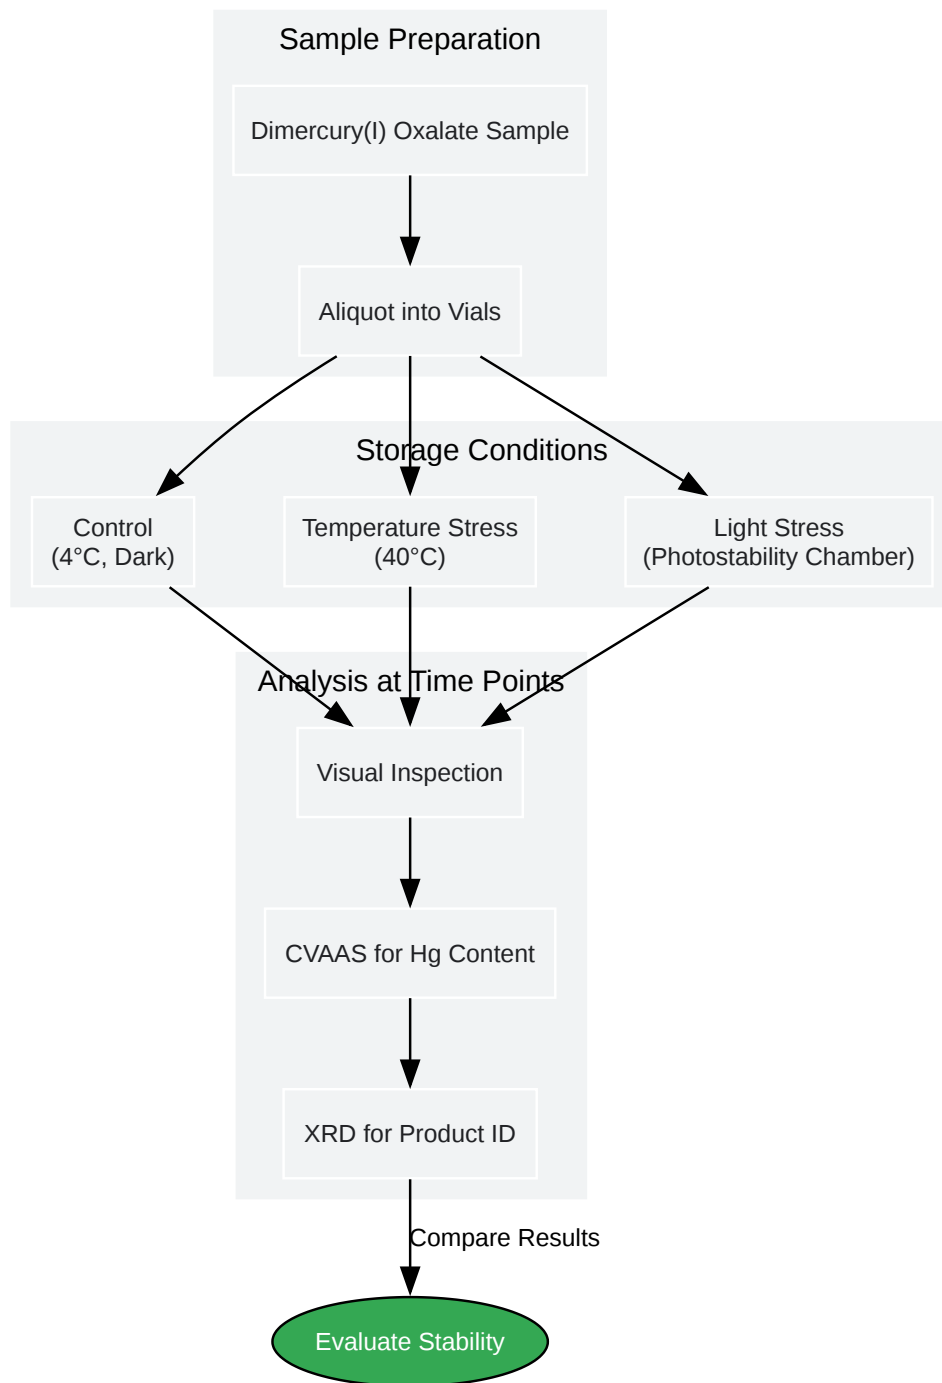 Sample Preparation
Dimercury(I) Oxalate Sample
Aliquot into Vials
Storage Conditions
Control
(4°C, Dark)
Temperature Stress
(40°C)
Light Stress
(Photostability Chamber)
Analysis at Time Points
Visual Inspection
CVAAS for Hg Content
XRD for Product ID
Compare Results
Evaluate Stability